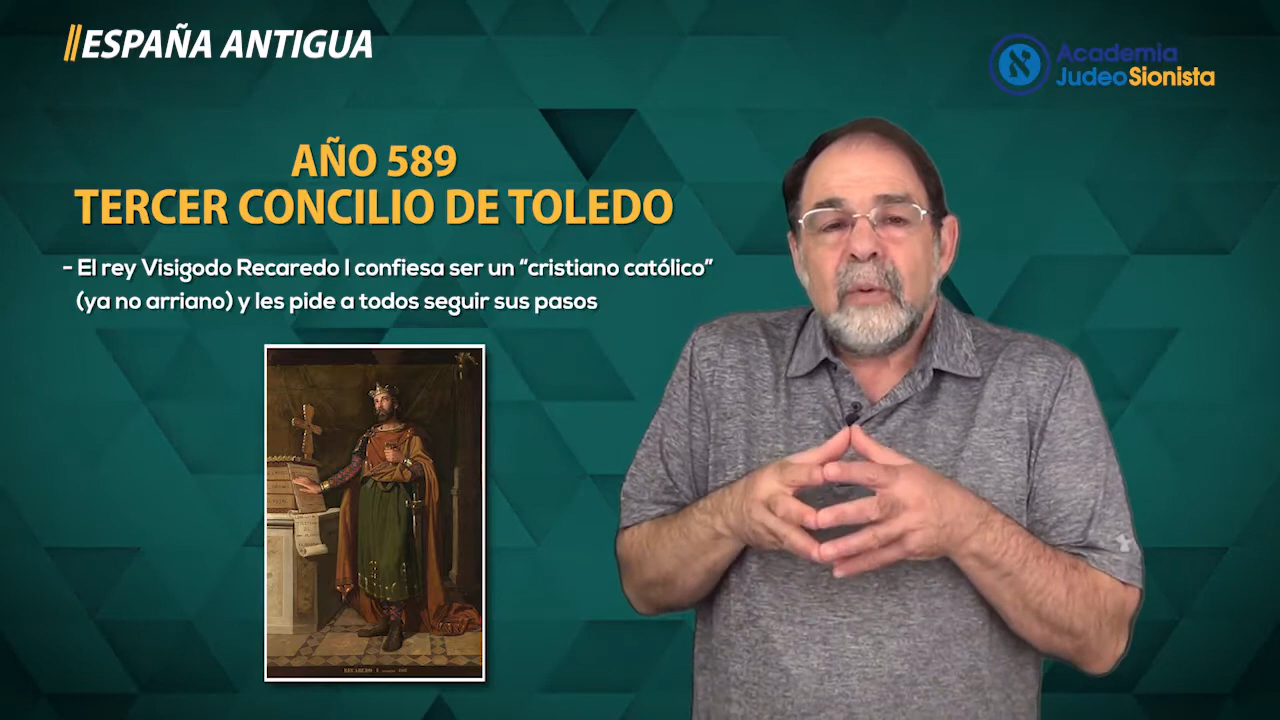 //ESPAÑA ANTIGUA
Academia
JudeoSionista
AÑO 589
TERCER CONCILIO DE TOLEDO
- El rey Visigodo Recaredo I confiesa ser un “cristiano católico”
(ya no arriano) y les pide a todos seguir sus pasos
RECAREDO I